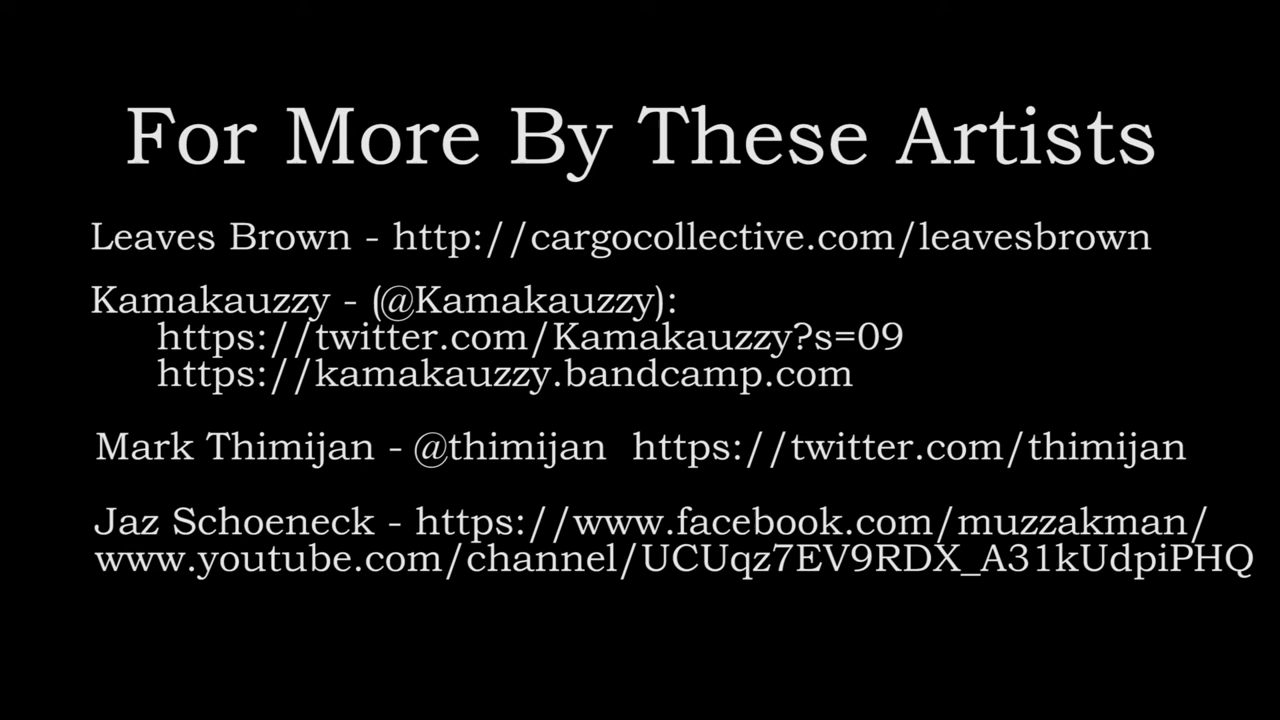 For More By These Artists
Leaves Brown - http://cargocollective.com/leavesbrown
Kamakauzzy - (@Kamakauzzy):
https://twitter.com/Kamakauzzy?s=09
https://kamakauzzy.bandcamp.com
Mark Thimijan - @thimijan https://twitter.com/thimijan
Jaz Schoeneck - https://www.facebook.com/muzzakman/
www.youtube.com/channel/UCUqz7EV9RDX_A31kUdpiPHQ